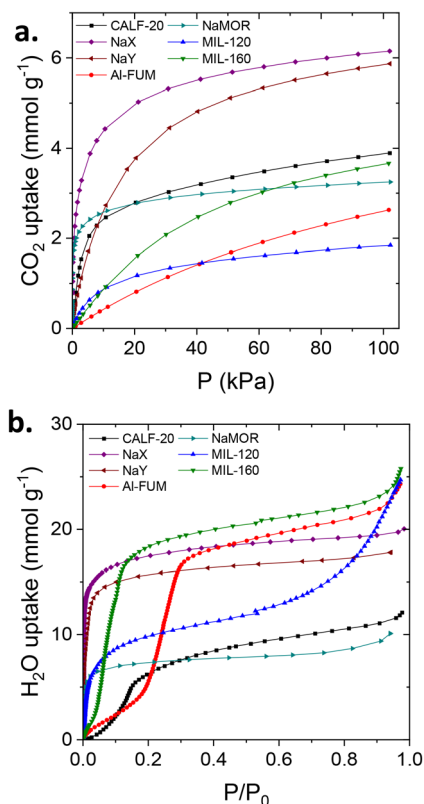 a.
CALF-20
NaX
NaY
Al-FUM
NaMOR
MIL-120
MIL-160
CO₂ uptake (mmol g⁻¹)
6
4
2
0
0 20 40 60 80 100
P (kPa)
b.
CALF-20
NaX
NaY
Al-FUM
NaMOR
MIL-120
MIL-160
H₂O uptake (mmol g⁻¹)
30
20
10
0
0.0 0.2 0.4 0.6 0.8 1.0
P/P₀